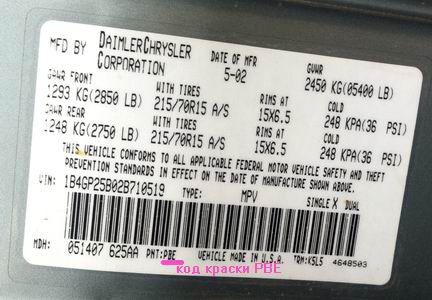 MFD BY DAIMLERCHRYSLER CORPORATION DATE OF MFR 5-02 GVWR 2450 KG(05400 LB)
GAWR FRONT WITH TIRES RIMS AT COLD
1293 KG(2850 LB) 215/70R15 A/S 15X6.5 248 KPA(36 PSI)
GAWR REAR WITH TIRES RIMS AT COLD
1248 KG(2750 LB) 215/70R15 A/S 15X6.5 248 KPA(36 PSI)
THIS VEHICLE CONFORMS TO ALL APPLICABLE FEDERAL MOTOR VEHICLE SAFETY AND THEFT
PREVENTION STANDARDS IN EFFECT ON THE DATE OF MANUFACTURE SHOWN ABOVE.
VIN: 1B4GP25B02B710519 TYPE: MPV SINGLE X DUAL
MDH: 051407 625AA PNT:PBE VEHICLE MADE IN U.S.A. TRM:K5L5 4648503
код краски PBE